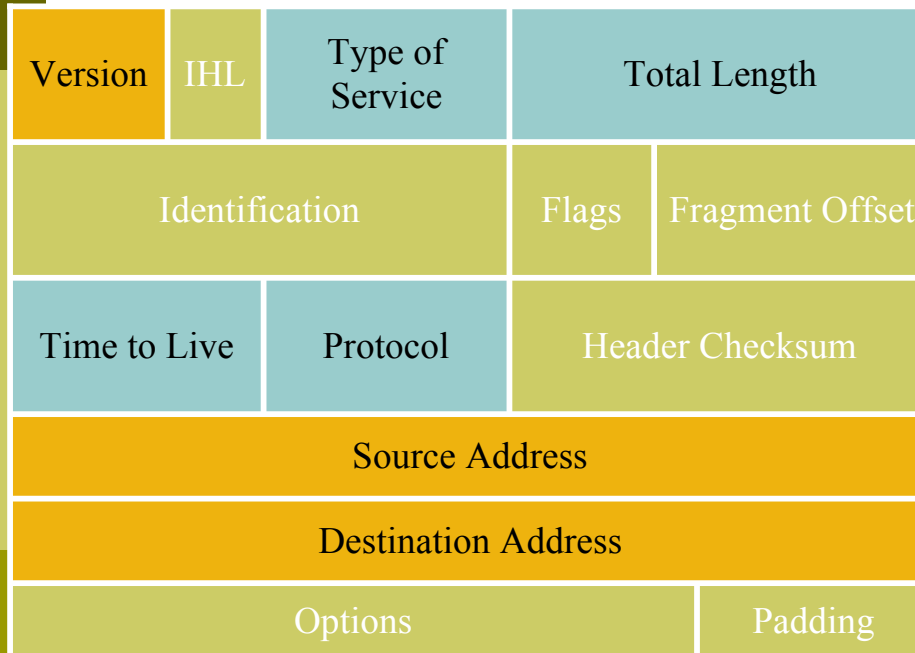 Version
IHL
Type of
Service
Total Length
Identification
Flags
Fragment Offset
Time to Live
Protocol
Header Checksum
Source Address
Destination Address
Options
Padding